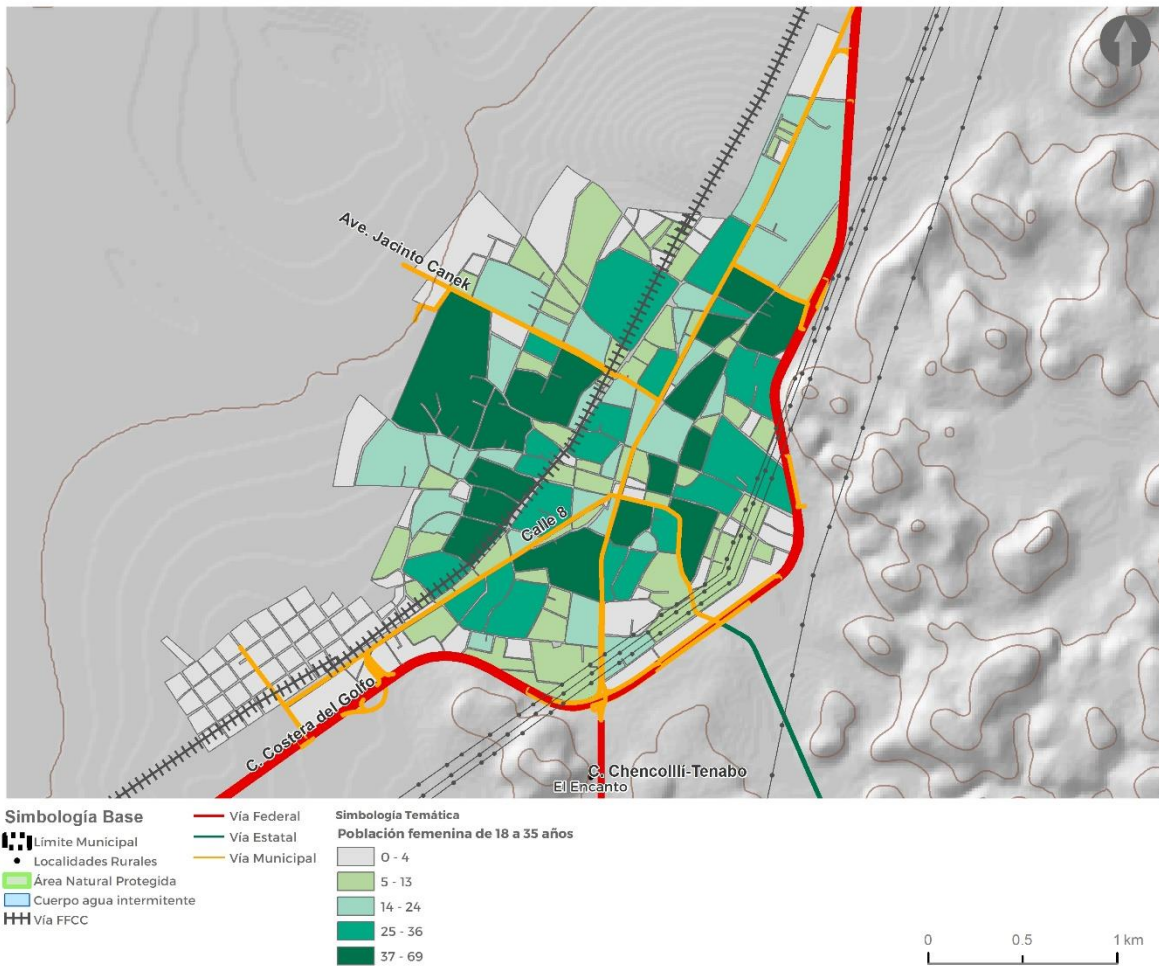 Ave. Jacinto Canek
Calle 8
C. Costera del Golfo
C. Chencolllí-Tenabo
El Encanto
Simbología Base
Límite Municipal
Localidades Rurales
Área Natural Protegida
Cuerpo agua intermitente
Vía FFCC
Vía Federal
Vía Estatal
Vía Municipal
Simbología Temática
Población femenina de 18 a 35 años
0 - 4
5 - 13
14 - 24
25 - 36
37 - 69
0 0.5 1 km